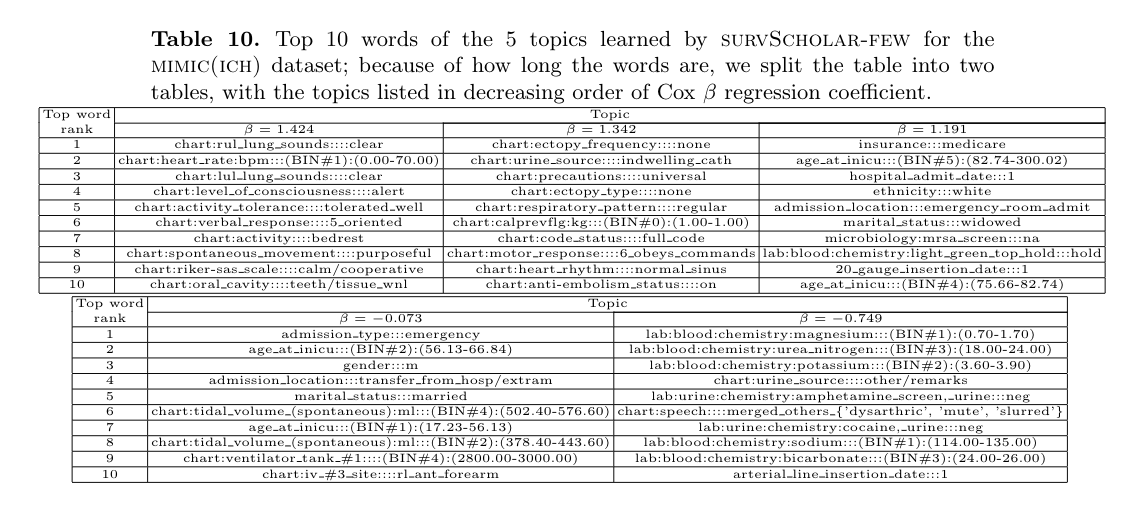 Table 10. Top 10 words of the 5 topics learned by SURVSCHOLAR-FEW for the
MIMIC(ICH) dataset; because of how long the words are, we split the table into two
tables, with the topics listed in decreasing order of Cox β regression coefficient.
Top word rank Topic
β = 1.424 β = 1.342 β = 1.191
1 chart:rul_lung_sounds::::clear chart:ectopy_frequency::::none insurance:::medicare
2 chart:heart_rate:bpm:::(BIN#1):(0.00-70.00) chart:urine_source::::indwelling_cath age_at_inicu:::(BIN#5):(82.74-300.02)
3 chart:lul_lung_sounds::::clear chart:precautions::::universal hospital_admit_date:::1
4 chart:level_of_consciousness::::alert chart:ectopy_type::::none ethnicity:::white
5 chart:activity_tolerance::::tolerated_well chart:respiratory_pattern::::regular admission_location:::emergency_room_admit
6 chart:verbal_response::::5_oriented chart:calprevflg:kg:::(BIN#0):(1.00-1.00) marital_status:::widowed
7 chart:activity::::bedrest chart:code_status::::full_code microbiology:mrsa_screen:::na
8 chart:spontaneous_movement::::purposeful chart:motor_response::::6_obeys_commands lab:blood:chemistry:light_green_top_hold:::hold
9 chart:riker-sas_scale::::calm/cooperative chart:heart_rhythm::::normal_sinus 20_gauge_insertion_date:::1
10 chart:oral_cavity::::teeth/tissue_wnl chart:anti-embolism_status::::on age_at_inicu:::(BIN#4):(75.66-82.74)
Top word rank Topic
β = −0.073 β = −0.749
1 admission_type:::emergency lab:blood:chemistry:magnesium:::(BIN#1):(0.70-1.70)
2 age_at_inicu:::(BIN#2):(56.13-66.84) lab:blood:chemistry:urea_nitrogen:::(BIN#3):(18.00-24.00)
3 gender:::m lab:blood:chemistry:potassium:::(BIN#2):(3.60-3.90)
4 admission_location:::transfer_from_hosp/extram chart:urine_source::::other/remarks
5 marital_status:::married lab:urine:chemistry:amphetamine_screen,_urine:::neg
6 chart:tidal_volume_(spontaneous):ml:::(BIN#4):(502.40-576.60) chart:speech::::merged_others_{'dysarthric', 'mute', 'slurred'}
7 age_at_inicu:::(BIN#1):(17.23-56.13) lab:urine:chemistry:cocaine,_urine:::neg
8 chart:tidal_volume_(spontaneous):ml:::(BIN#2):(378.40-443.60) lab:blood:chemistry:sodium:::(BIN#1):(114.00-135.00)
9 chart:ventilator_tank_#1::::(BIN#4):(2800.00-3000.00) lab:blood:chemistry:bicarbonate:::(BIN#3):(24.00-26.00)
10 chart:iv_#3_site::::rl_ant_forearm arterial_line_insertion_date:::1